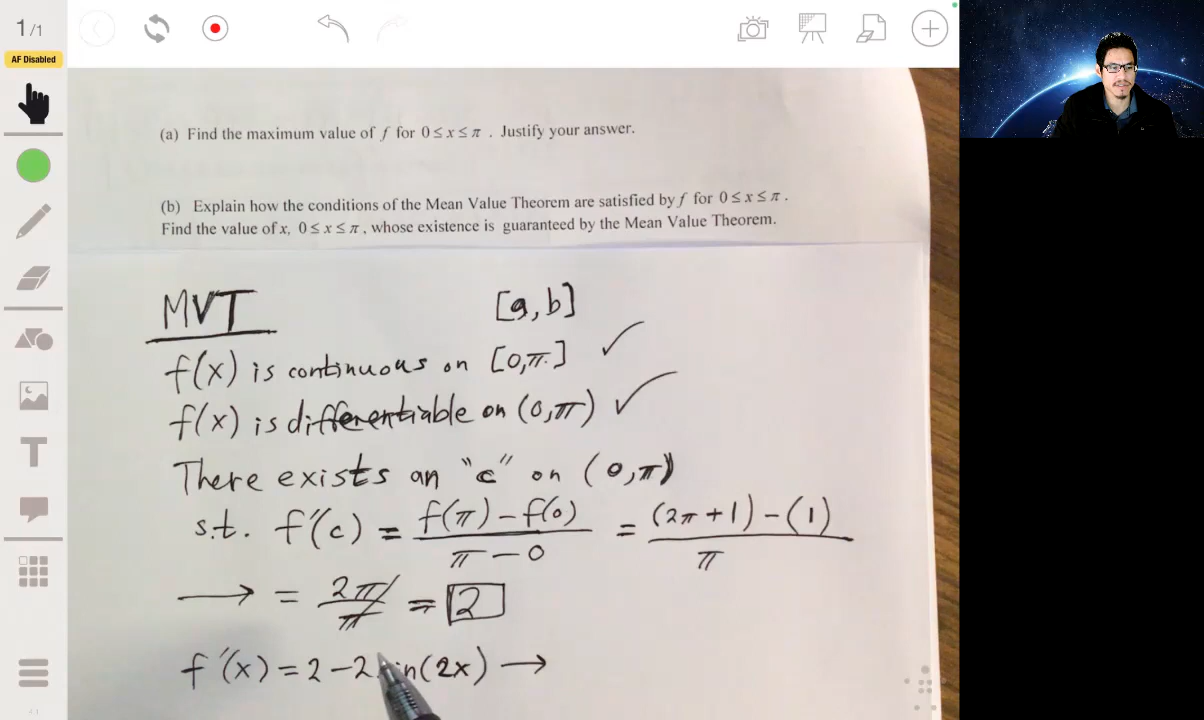 1/1
AF Disabled
(a) Find the maximum value of f for 0 ≤ x ≤ π . Justify your answer.
(b) Explain how the conditions of the Mean Value Theorem are satisfied by f for 0 ≤ x ≤ π .
Find the value of x, 0 ≤ x ≤ π , whose existence is guaranteed by the Mean Value Theorem.
MVT [a,b]
f(x) is continuous on [0,π] ✓
f(x) is differentiable on (0,π) ✓
There exists an "c" on (0,π)
s.t. f'(c) = f(π) - f(0) / π - 0 = (2π+1) - (1) / π
→ = 2π / π = 2
f'(x) = 2 - 2 in(2x) →
T